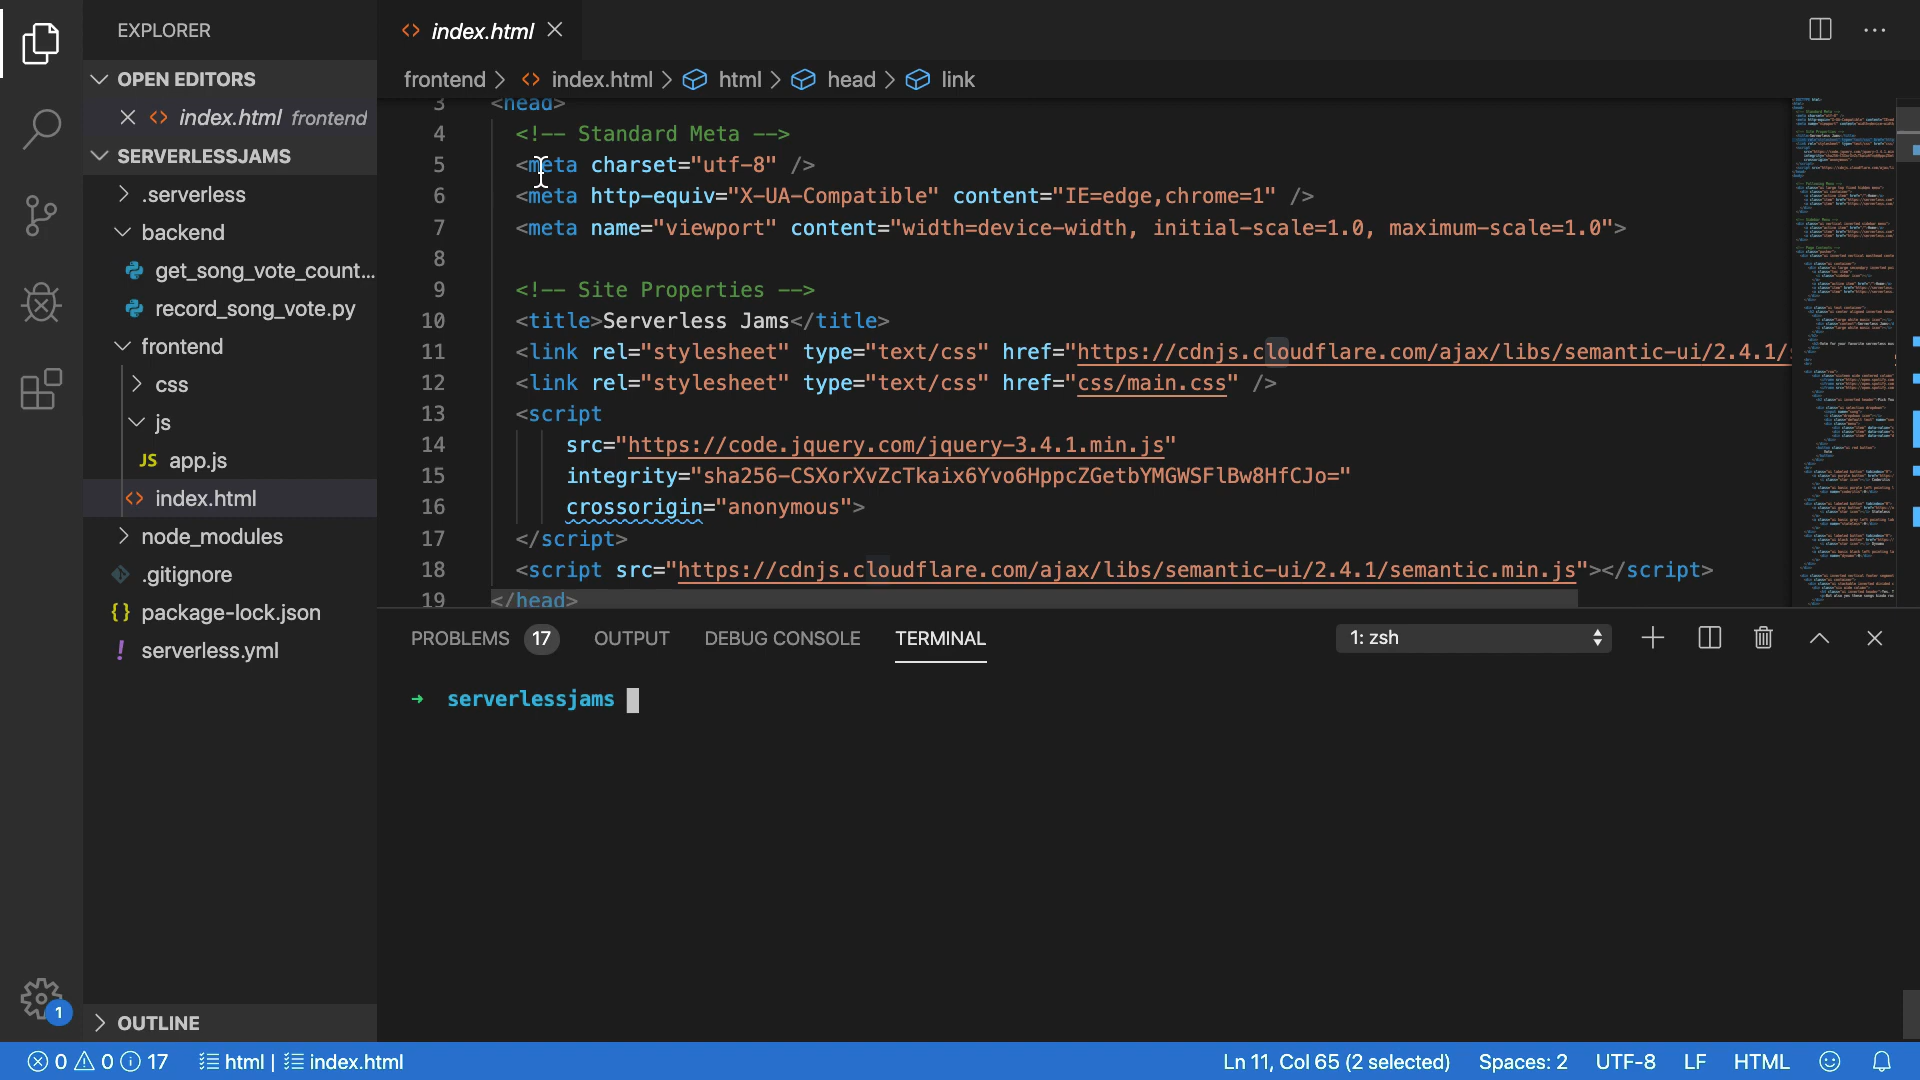 EXPLORER
OPEN EDITORS
index.html frontend
SERVERLESSJAMS
.serverless
backend
get_song_vote_count...
record_song_vote.py
frontend
css
js
JS app.js
index.html
node_modules
.gitignore
{} package-lock.json
! serverless.yml
OUTLINE
1
<> index.html
frontend > <> index.html > html > head > link
3 <head>
4 <!-- Standard Meta -->
5 <meta charset="utf-8" />
6 <meta http-equiv="X-UA-Compatible" content="IE=edge,chrome=1" />
7 <meta name="viewport" content="width=device-width, initial-scale=1.0, maximum-scale=1.0">
8
9 <!-- Site Properties -->
10 <title>Serverless Jams</title>
11 <link rel="stylesheet" type="text/css" href="https://cdnjs.cloudflare.com/ajax/libs/semantic-ui/2.4.1/
12 <link rel="stylesheet" type="text/css" href="css/main.css" />
13 <script
14 src="https://code.jquery.com/jquery-3.4.1.min.js"
15 integrity="sha256-CSXorXvZcTkaix6Yvo6HppcZGetbYMGWSFlBw8HfCJo="
16 crossorigin="anonymous">
17 </script>
18 <script src="https://cdnjs.cloudflare.com/ajax/libs/semantic-ui/2.4.1/semantic.min.js"></script>
19 </head>
PROBLEMS 17 OUTPUT DEBUG CONSOLE TERMINAL 1: zsh
→ serverlessjams
0 0 17 html | index.html Ln 11, Col 65 (2 selected) Spaces: 2 UTF-8 LF HTML